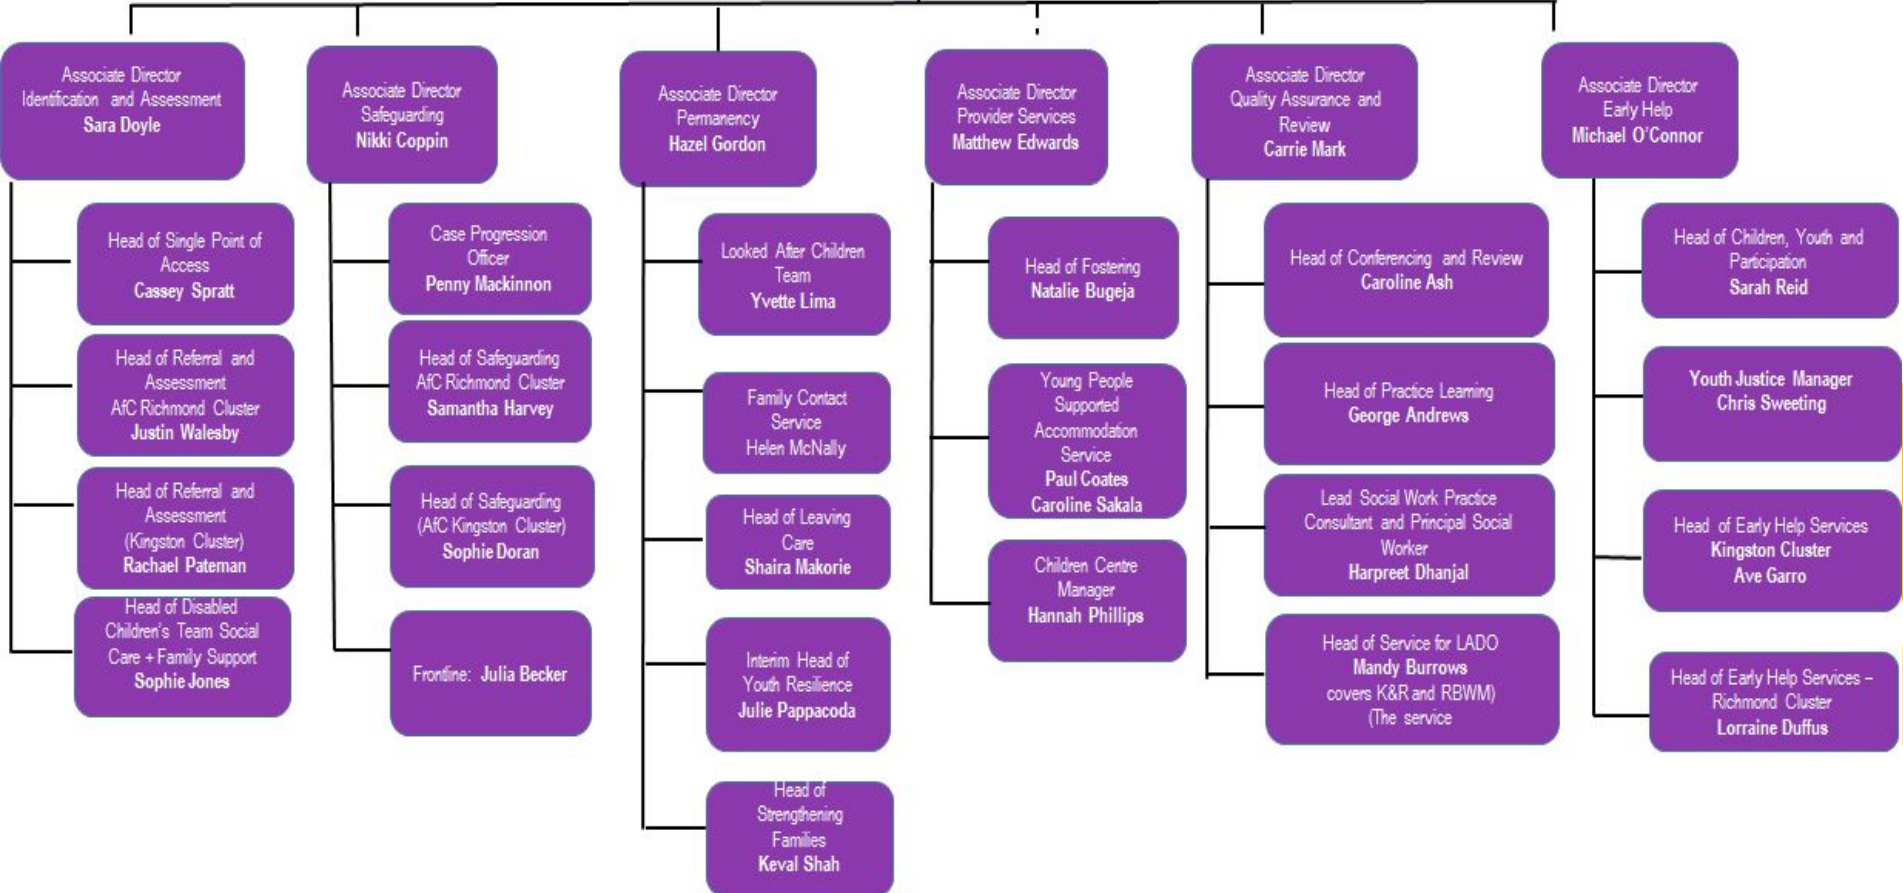 Associate Director
Identification and Assessment
Sara Doyle
Associate Director
Safeguarding
Nikki Coppin
Associate Director
Permanency
Hazel Gordon
Associate Director
Provider Services
Matthew Edwards
Associate Director
Quality Assurance and
Review
Carrie Mark
Associate Director
Early Help
Michael O'Connor
Head of Single Point of
Access
Cassey Spratt
Head of Referral and
Assessment
AfC Richmond Cluster
Justin Walesby
Head of Referral and
Assessment
(Kingston Cluster)
Rachael Pateman
Head of Disabled
Children's Team Social
Care + Family Support
Sophie Jones
Case Progression
Officer
Penny Mackinnon
Head of Safeguarding
AfC Richmond Cluster
Samantha Harvey
Head of Safeguarding
(AfC Kingston Cluster)
Sophie Doran
Frontline: Julia Becker
Looked After Children
Team
Yvette Lima
Family Contact
Service
Helen McNally
Head of Leaving
Care
Shaira Makorie
Interim Head of
Youth Resilience
Julie Pappacoda
Head of
Strengthening
Families
Keval Shah
Head of Fostering
Natalie Bugeja
Young People
Supported
Accommodation
Service
Paul Coates
Caroline Sakala
Children Centre
Manager
Hannah Phillips
Head of Conferencing and Review
Caroline Ash
Head of Practice Learning
George Andrews
Lead Social Work Practice
Consultant and Principal Social
Worker
Harpreet Dhanjal
Head of Service for LADO
Mandy Burrows
covers K&R and RBWM)
(The service
Head of Children, Youth and
Participation
Sarah Reid
Youth Justice Manager
Chris Sweeting
Head of Early Help Services
Kingston Cluster
Ave Garro
Head of Early Help Services –
Richmond Cluster
Lorraine Duffus